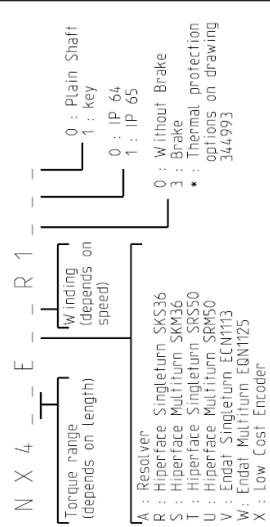 N X 4 _ _ E _ _ R 1 _ _ _
Torque range
(depends on length)
Winding
(depends on
speed)
A : Resolver
R : Hiperface Singleturn SKS36
S : Hiperface Multiturn SKM36
T : Hiperface Singleturn SRS50
U : Hiperface Multiturn SRM50
V : Endat Singleturn ECN1113
W: Endat Multiturn EQN1125
X : Low Cost Encoder
0 : Plain Shaft
1 : key
0 : IP 64
1 : IP 65
0 : Without Brake
3 : Brake
* : Thermal protection
options on drawing
344993